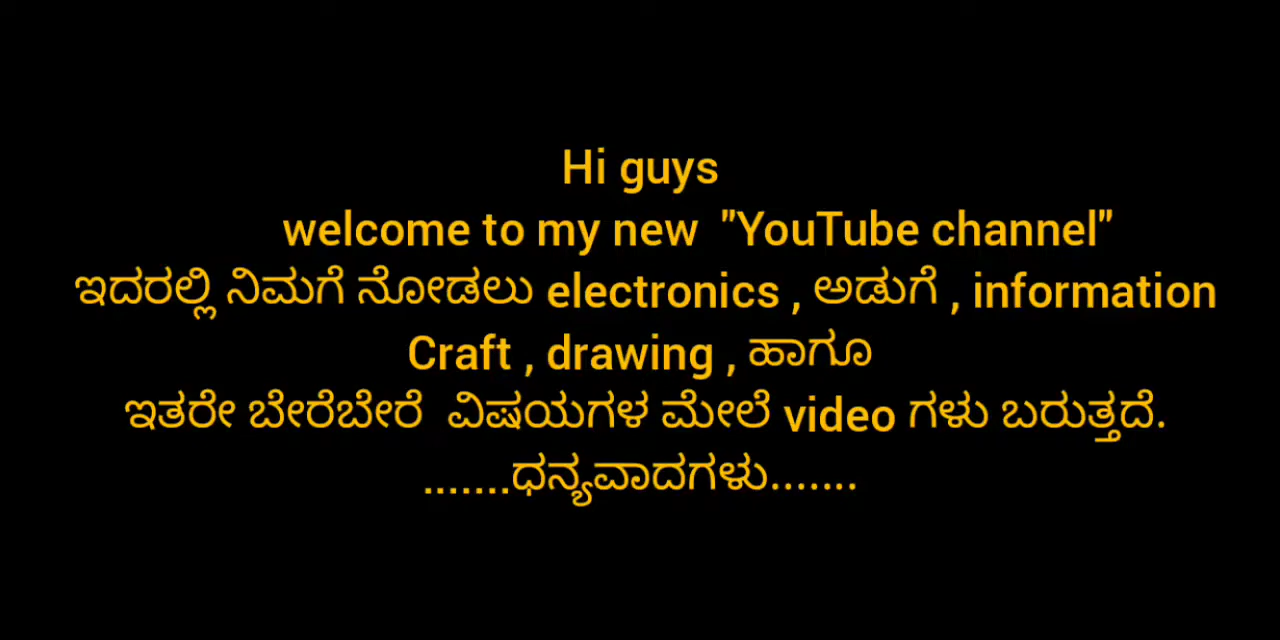 Hi guys
welcome to my new "YouTube channel"
ಇದರಲ್ಲಿ ನಿಮಗೆ ನೋಡಲು electronics , ಅಡುಗೆ , information
Craft , drawing , ಹಾಗೂ
ಇತರೇ ಬೇರೆಬೇರೆ ವಿಷಯಗಳ ಮೇಲೆ video ಗಳು ಬರುತ್ತದೆ.
.......ಧನ್ಯವಾದಗಳು.......